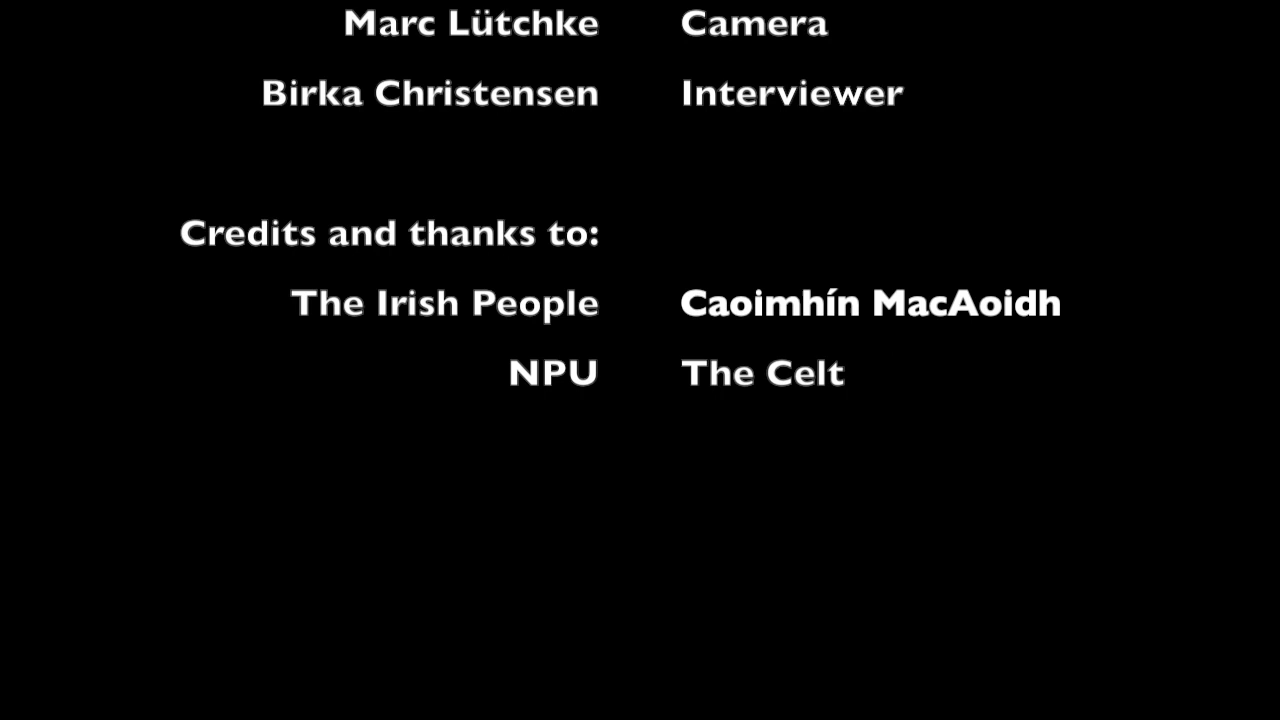 Marc Lütchke Camera
Birka Christensen Interviewer
Credits and thanks to:
The Irish People Caoimhín MacAoidh
NPU The Celt